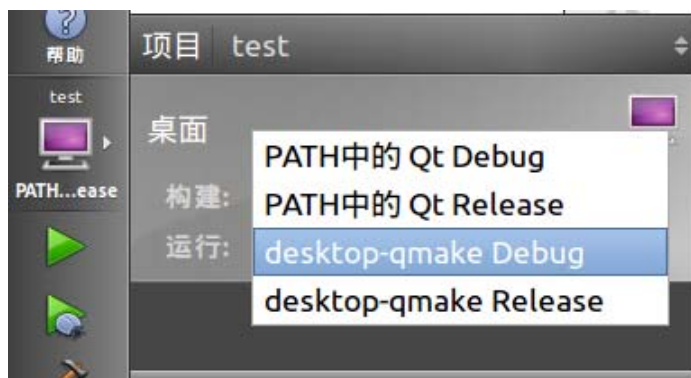 帮助
项目 test
test
桌面
PATH中的 Qt Debug
PATH...ease
构建:
PATH中的 Qt Release
运行:
desktop-qmake Debug
desktop-qmake Release